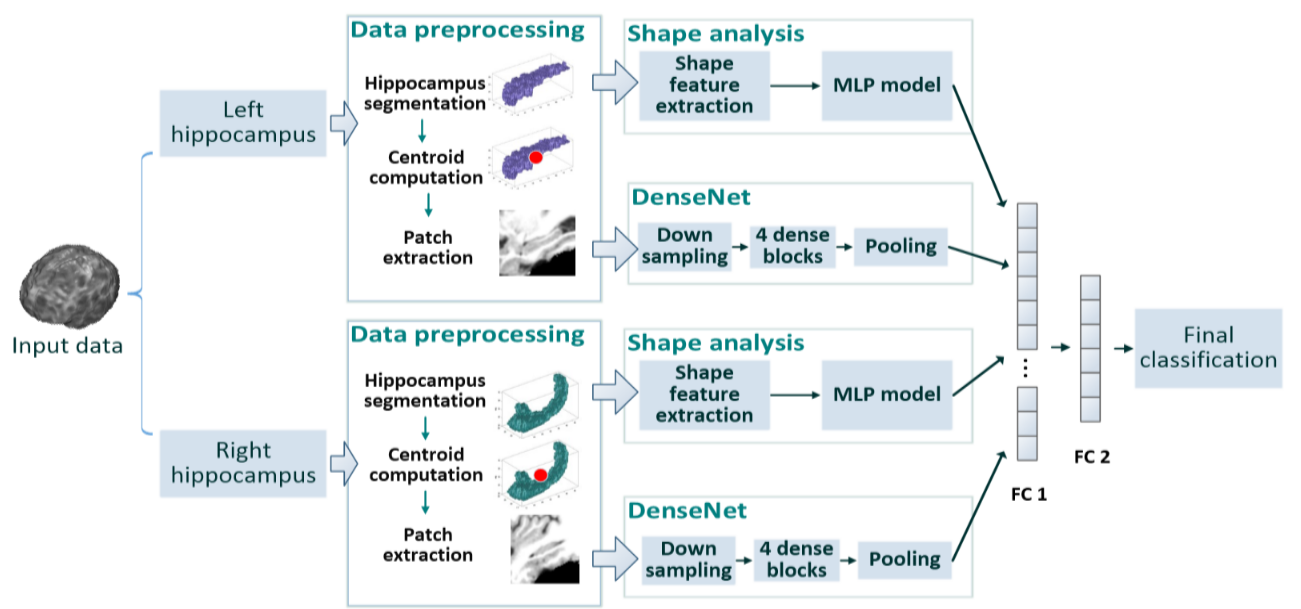 Input data
Left
hippocampus
Data preprocessing
Hippocampus
segmentation
Centroid
computation
Patch
extraction
Shape analysis
Shape
feature
extraction
MLP model
DenseNet
Down
sampling
4 dense
blocks
Pooling
Right
hippocampus
Data preprocessing
Hippocampus
segmentation
Centroid
computation
Patch
extraction
Shape analysis
Shape
feature
extraction
MLP model
DenseNet
Down
sampling
4 dense
blocks
Pooling
FC 1
FC 2
Final
classification